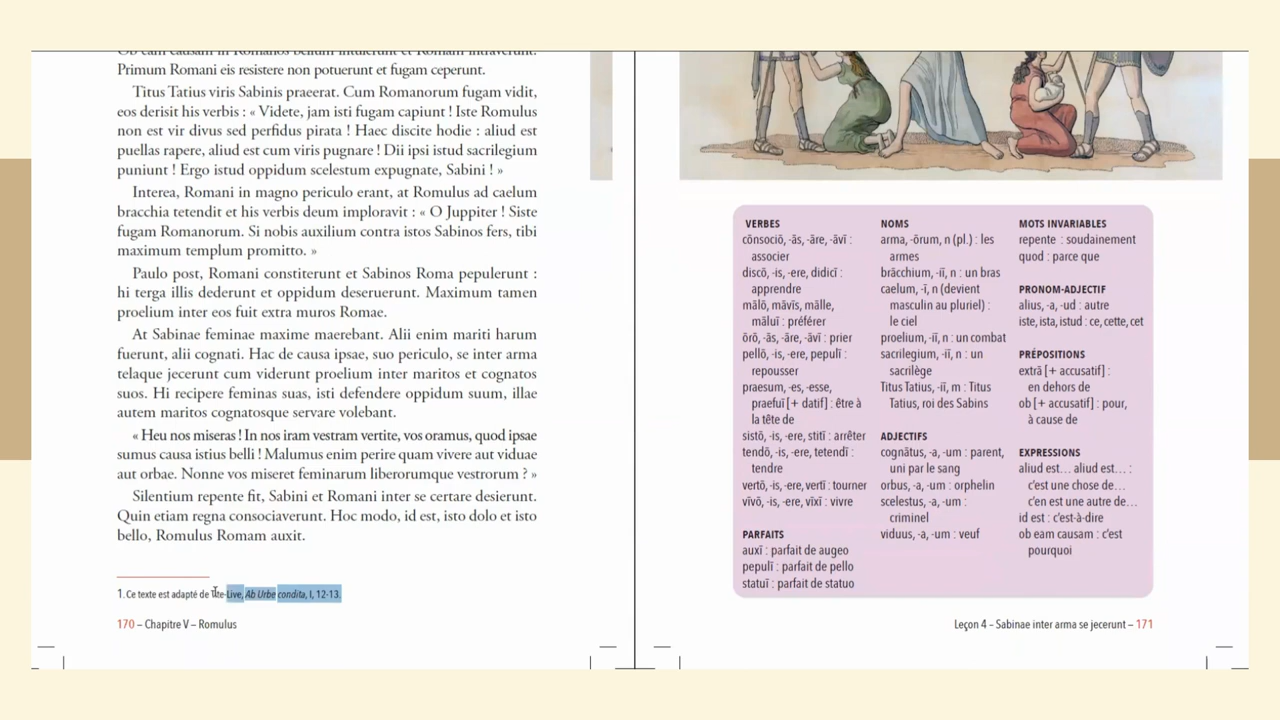 Ob eam causam in Romanos bellum intulerunt et Romam intraverunt.
Primum Romani eis resistere non potuerunt et fugam ceperunt.
Titus Tatius viris Sabinis praeerat. Cum Romanorum fugam vidit,
eos derisit his verbis : « Videte, jam isti fugam capiunt ! Iste Romulus
non est vir divus sed perfidus pirata ! Haec discite hodie : aliud est
puellas rapere, aliud est cum viris pugnare ! Dii ipsi istud sacrilegium
puniunt ! Ergo istud oppidum scelestum expugnate, Sabini ! »
Interea, Romani in magno periculo erant, at Romulus ad caelum
bracchia tetendit et his verbis deum imploravit : « O Juppiter ! Siste
fugam Romanorum. Si nobis auxilium contra istos Sabinos fers, tibi
maximum templum promitto. »
Paulo post, Romani constiterunt et Sabinos Roma pepulerunt :
hi terga illis dederunt et oppidum deseruerunt. Maximum tamen
proelium inter eos fuit extra muros Romae.
At Sabinae feminae maxime maerebant. Alii enim mariti harum
fuerunt, alii cognati. Hac de causa ipsae, suo periculo, se inter arma
telaque jecerunt cum viderunt proelium inter maritos et cognatos
suos. Hi recipere feminas suas, isti defendere oppidum suum, illae
autem maritos cognatosque servare volebant.
« Heu nos miseras ! In nos iram vestram vertite, vos oramus, quod ipsae
sumus causa istius belli ! Malumus enim perire quam vivere aut viduae
aut orbae. Nonne vos miseret feminarum liberorumque vestrorum ? »
Silentium repente fit, Sabini et Romani inter se certare desierunt.
Quin etiam regna consociaverunt. Hoc modo, id est, isto dolo et isto
bello, Romulus Romam auxit.
1. Ce texte est adapté de Tite-Live, Ab Urbe condita, I, 12-13.
170 – Chapitre V – Romulus
VERBES
cōnsociō, -ās, -āre, -āvī :
associer
discō, -is, -ere, didicī :
apprendre
mālō, māvīs, mālle,
māluī : préférer
ōrō, -ās, -āre, -āvī : prier
pellō, -is, -ere, pepulī :
repousser
praesum, -es, -esse,
praefuī [+ datif] : être à
la tête de
sistō, -is, -ere, stitī : arrêter
tendō, -is, -ere, tetendī :
tendre
vertō, -is, -ere, vertī : tourner
vīvō, -is, -ere, vīxī : vivre
PARFAITS
auxī : parfait de augeo
pepulī : parfait de pello
statuī : parfait de statuo
NOMS
arma, -ōrum, n (pl.) : les
armes
brācchium, -iī, n : un bras
caelum, -ī, n (devient
masculin au pluriel) :
le ciel
proelium, -iī, n : un combat
sacrilegium, -iī, n : un
sacrilège
Titus Tatius, -iī, m : Titus
Tatius, roi des Sabins
ADJECTIFS
cognātus, -a, -um : parent,
uni par le sang
orbus, -a, -um : orphelin
scelestus, -a, -um :
criminel
viduus, -a, -um : veuf
MOTS INVARIABLES
repente : soudainement
quod : parce que
PRONOM-ADJECTIF
alius, -a, -ud : autre
iste, ista, istud : ce, cette, cet
PRÉPOSITIONS
extrā [+ accusatif] :
en dehors de
ob [+ accusatif] : pour,
à cause de
EXPRESSIONS
aliud est… aliud est… :
c'est une chose de…
c'en est une autre de…
id est : c'est-à-dire
ob eam causam : c'est
pourquoi
Leçon 4 – Sabinae inter arma se jecerunt – 171